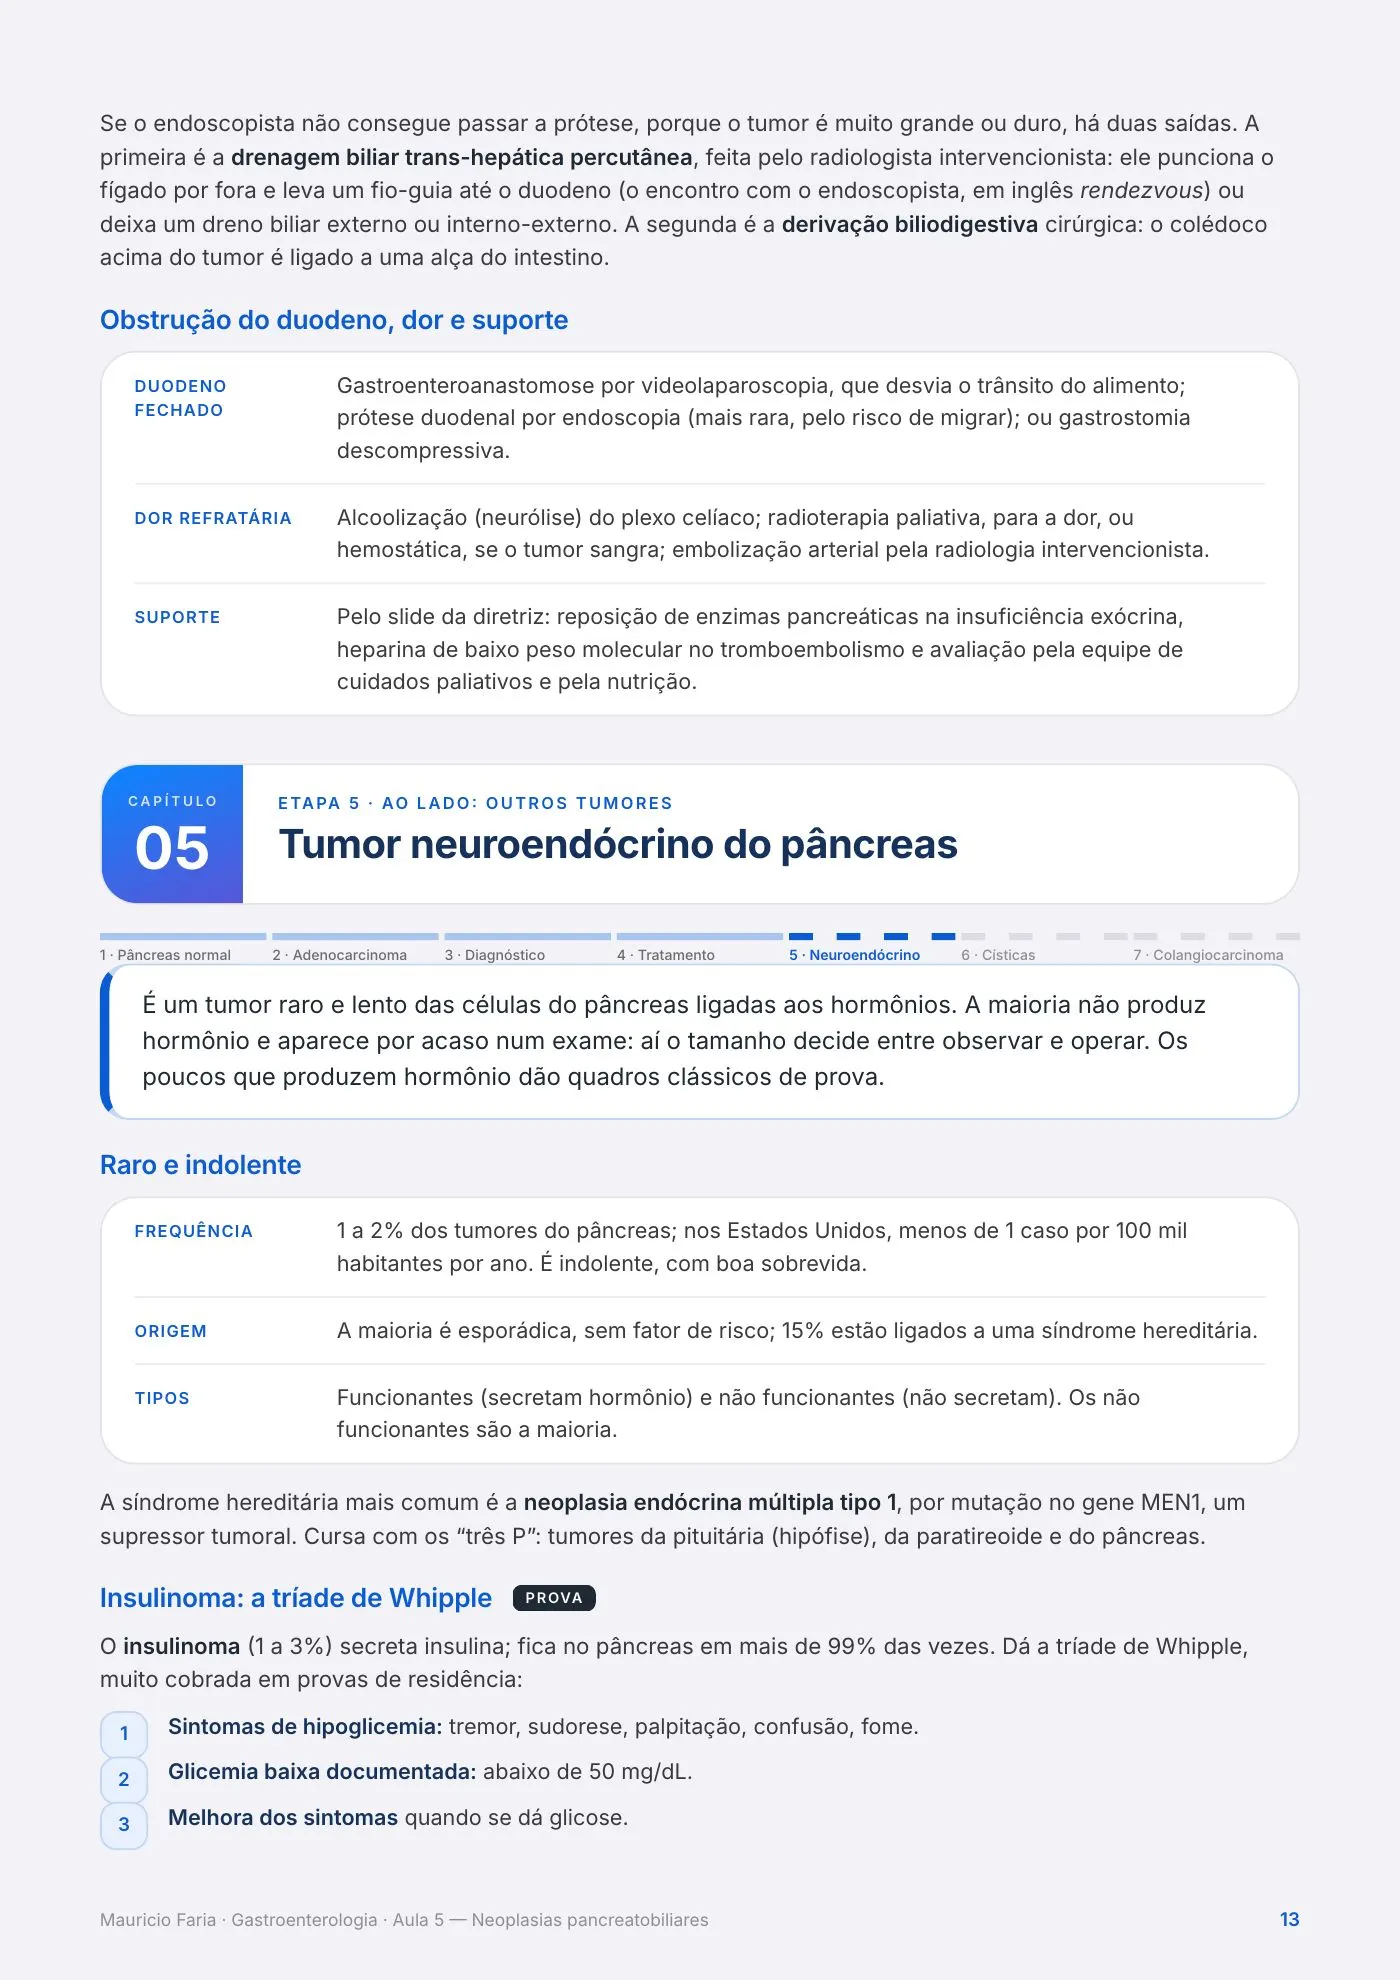 Se o endoscopista não consegue passar a prótese, porque o tumor é muito grande ou duro, há duas saídas. A
primeira é a drenagem biliar trans-hepática percutânea, feita pelo radiologista intervencionista: ele punciona o
fígado por fora e leva um fio-guia até o duodeno (o encontro com o endoscopista, em inglês rendezvous) ou
deixa um dreno biliar externo ou interno-externo. A segunda é a derivação biliodigestiva cirúrgica: o colédoco
acima do tumor é ligado a uma alça do intestino.
Obstrução do duodeno, dor e suporte
DUODENO
FECHADO
Gastroenteroanastomose por videolaparoscopia, que desvia o trânsito do alimento;
prótese duodenal por endoscopia (mais rara, pelo risco de migrar); ou gastrostomia
descompressiva.
DOR REFRATÁRIA
Alcoolização (neurólise) do plexo celíaco; radioterapia paliativa, para a dor, ou
hemostática, se o tumor sangra; embolização arterial pela radiologia intervencionista.
SUPORTE
Pelo slide da diretriz: reposição de enzimas pancreáticas na insuficiência exócrina,
heparina de baixo peso molecular no tromboembolismo e avaliação pela equipe de
cuidados paliativos e pela nutrição.
CAPÍTULO
05
ETAPA 5 · AO LADO: OUTROS TUMORES
Tumor neuroendócrino do pâncreas
1 · Pâncreas normal
2 · Adenocarcinoma
3 · Diagnóstico
4 · Tratamento
5 · Neuroendócrino
6 · Císticas
7 · Colangiocarcinoma
É um tumor raro e lento das células do pâncreas ligadas aos hormônios. A maioria não produz
hormônio e aparece por acaso num exame: aí o tamanho decide entre observar e operar. Os
poucos que produzem hormônio dão quadros clássicos de prova.
Raro e indolente
FREQUÊNCIA
1 a 2% dos tumores do pâncreas; nos Estados Unidos, menos de 1 caso por 100 mil
habitantes por ano. É indolente, com boa sobrevida.
ORIGEM
A maioria é esporádica, sem fator de risco; 15% estão ligados a uma síndrome hereditária.
TIPOS
Funcionantes (secretam hormônio) e não funcionantes (não secretam). Os não
funcionantes são a maioria.
A síndrome hereditária mais comum é a neoplasia endócrina múltipla tipo 1, por mutação no gene MEN1, um
supressor tumoral. Cursa com os “três P”: tumores da pituitária (hipófise), da paratireoide e do pâncreas.
Insulinoma: a tríade de Whipple PROVA
O insulinoma (1 a 3%) secreta insulina; fica no pâncreas em mais de 99% das vezes. Dá a tríade de Whipple,
muito cobrada em provas de residência:
1 Sintomas de hipoglicemia: tremor, sudorese, palpitação, confusão, fome.
2 Glicemia baixa documentada: abaixo de 50 mg/dL.
3 Melhora dos sintomas quando se dá glicose.
Mauricio Faria · Gastroenterologia · Aula 5 — Neoplasias pancreatobiliares
13